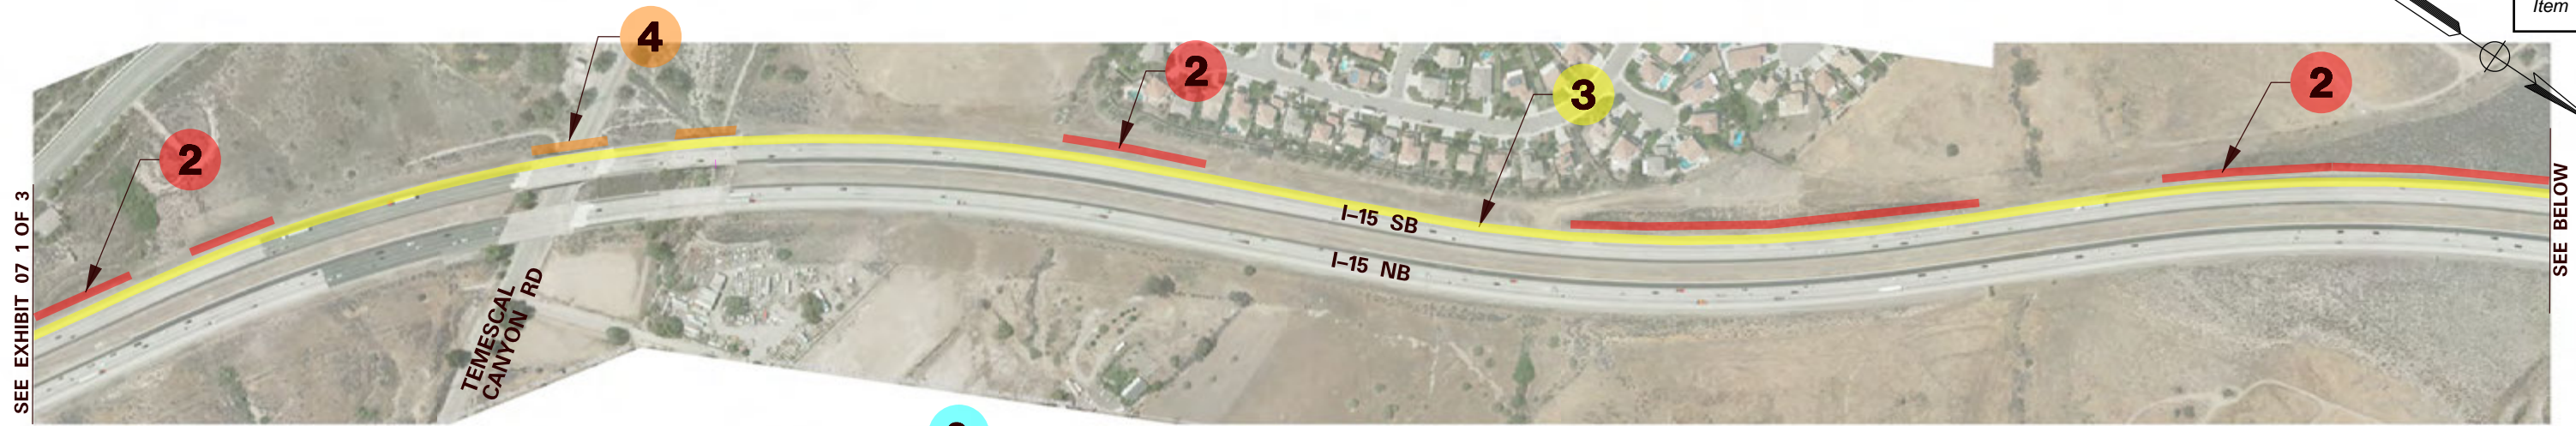 Item
4
2
3
2
2
SEE EXHIBIT 07 1 OF 3
I-15 SB
I-15 NB
TEMESCAL
CANYON RD
SEE BELOW